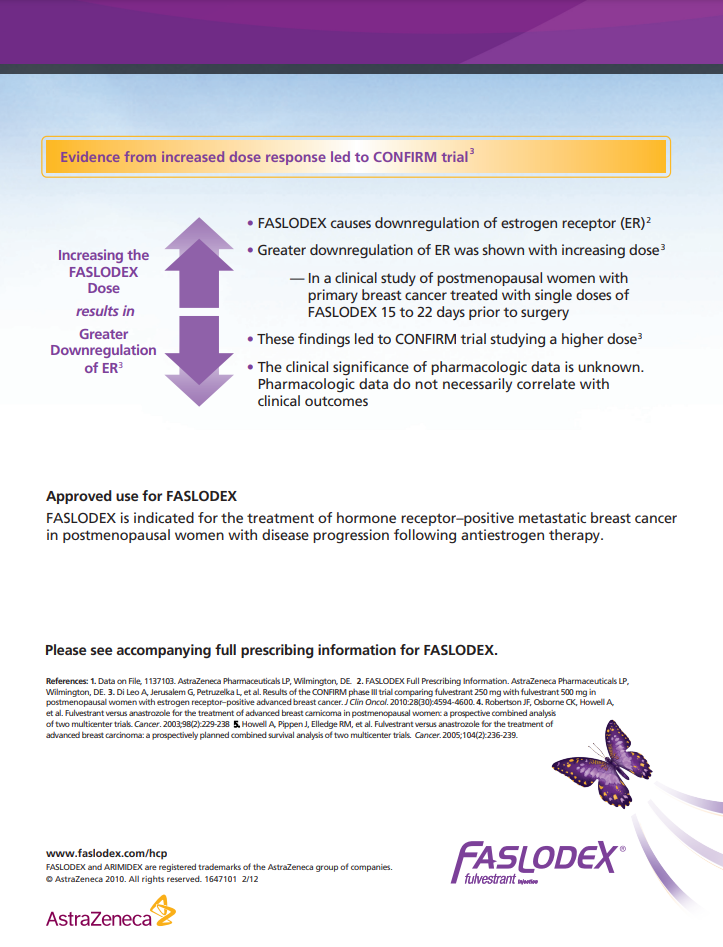 Evidence from increased dose response led to CONFIRM trial3
Increasing the
FASLODEX
Dose
results in
Greater
Downregulation
of ER3
• FASLODEX causes downregulation of estrogen receptor (ER)2
• Greater downregulation of ER was shown with increasing dose3
— In a clinical study of postmenopausal women with
primary breast cancer treated with single doses of
FASLODEX 15 to 22 days prior to surgery
• These findings led to CONFIRM trial studying a higher dose3
• The clinical significance of pharmacologic data is unknown.
Pharmacologic data do not necessarily correlate with
clinical outcomes
Approved use for FASLODEX
FASLODEX is indicated for the treatment of hormone receptor–positive metastatic breast cancer
in postmenopausal women with disease progression following antiestrogen therapy.
Please see accompanying full prescribing information for FASLODEX.
References: 1. Data on File, 1137103. AstraZeneca Pharmaceuticals LP, Wilmington, DE. 2. FASLODEX Full Prescribing Information. AstraZeneca Pharmaceuticals LP,
Wilmington, DE. 3. Di Leo A, Jerusalem G, Petruzelka L, et al. Results of the CONFIRM phase III trial comparing fulvestrant 250 mg with fulvestrant 500 mg in
postmenopausal women with estrogen receptor–positive advanced breast cancer. J Clin Oncol. 2010:28(30):4594-4600. 4. Robertson JF, Osborne CK, Howell A,
et al. Fulvestrant versus anastrozole for the treatment of advanced breast carnicoma in postmenopausal women: a prospective combined analysis
of two multicenter trials. Cancer. 2003;98(2):229-238 5. Howell A, Pippen J, Elledge RM, et al. Fulvestrant versus anastrozole for the treatment of
advanced breast carcinoma: a prospectively planned combined survival analysis of two multicenter trials. Cancer. 2005;104(2):236-239.
www.faslodex.com/hcp
FASLODEX and ARIMIDEX are registered trademarks of the AstraZeneca group of companies.
© AstraZeneca 2010. All rights reserved. 1647101 2/12
FASLODEX®
fulvestrant injection
AstraZeneca